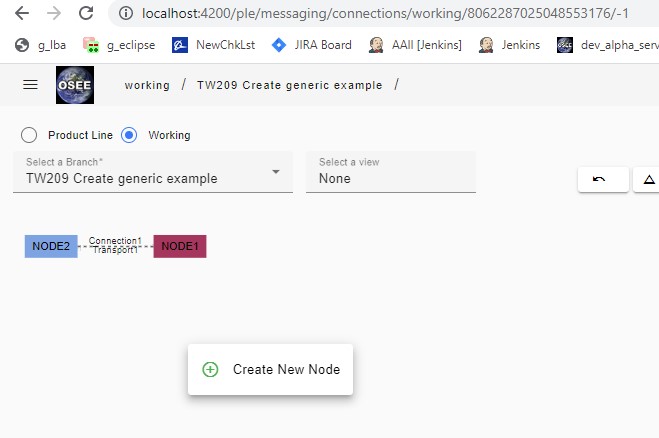 localhost:4200/ple/messaging/connections/working/8062287025048553176/-1
g_lba g_eclipse NewChkLst JIRA Board AAII [Jenkins] Jenkins dev_alpha_serv
OSEE working / TW209 Create generic example /
Product Line Working
Select a Branch* Select a view
TW209 Create generic example None
NODE2 Connection1 NODE1
Transport1
Create New Node